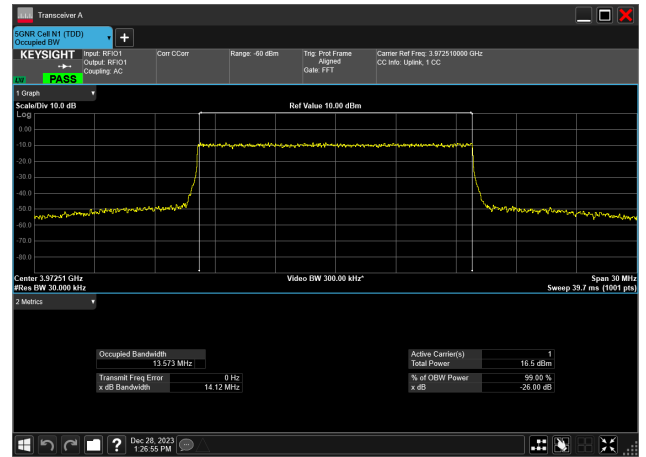 Transceiver A
5GNR Cell N1 (TDD)
Occupied BW
KEYSIGHT
LXI
PASS
Input: RFIO1
Output: RFIO1
Coupling: AC
Corr CCorr
Range: -60 dBm
Trig: Prot Frame
Aligned
Gate: FFT
Carrier Ref Freq: 3.972510000 GHz
CC Info: Uplink, 1 CC
1 Graph
Scale/Div 10.0 dB
Ref Value 10.00 dBm
Log
0.00
-10.0
-20.0
-30.0
-40.0
-50.0
-60.0
-70.0
-80.0
Center 3.97251 GHz
Video BW 300.00 kHz*
Span 30 MHz
#Res BW 30.000 kHz
Sweep 39.7 ms (1001 pts)
2 Metrics
Occupied Bandwidth
13.573 MHz
Transmit Freq Error 0 Hz
x dB Bandwidth 14.12 MHz
Active Carrier(s) 1
Total Power 16.5 dBm
% of OBW Power 99.00 %
x dB -26.00 dB
Dec 28, 2023
1:26:55 PM